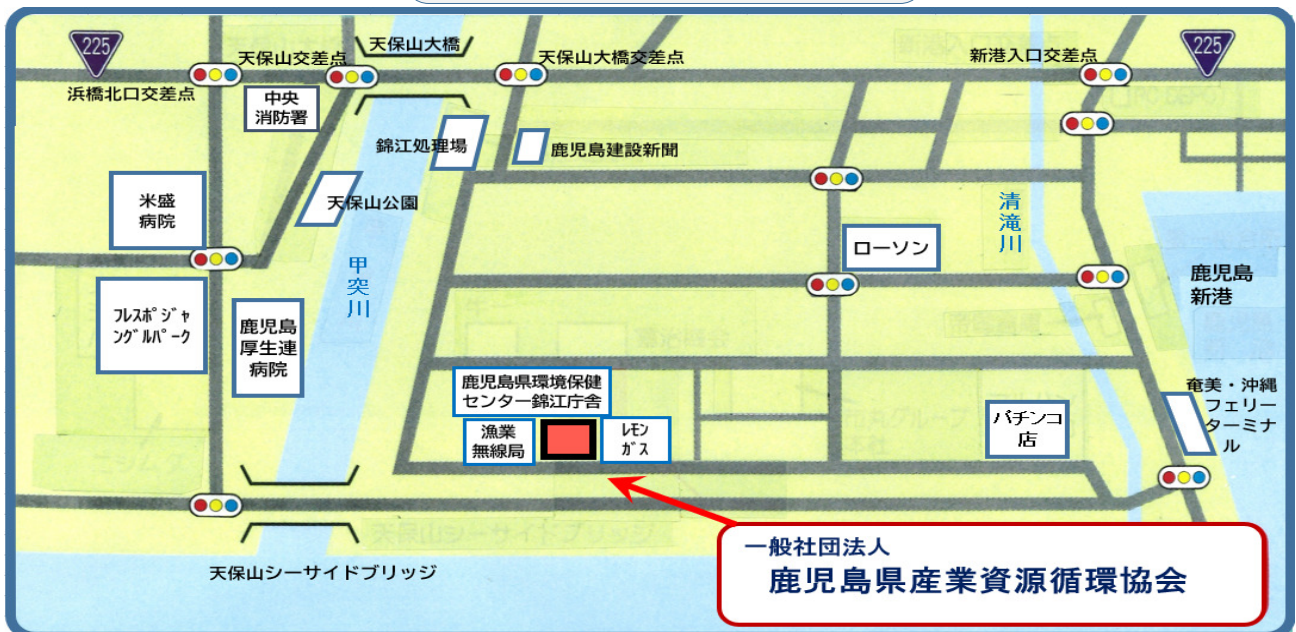 225
天保山大橋
225
天保山交差点
天保山大橋交差点
新港入口交差点
浜橋北口交差点
中央
消防署
錦江処理場
鹿児島建設新聞
米盛
病院
天保山公園
清滝川
ローソン
甲突川
鹿児島
新港
フレスポジャ
ングルパーク
鹿児島
厚生連
病院
鹿児島県環境保健
センター錦江庁舎
漁業
無線局
レモン
ガス
パチンコ
店
奄美・沖縄
フェリー
ターミナ
ル
天保山シーサイドブリッジ
一般社団法人
鹿児島県産業資源循環協会